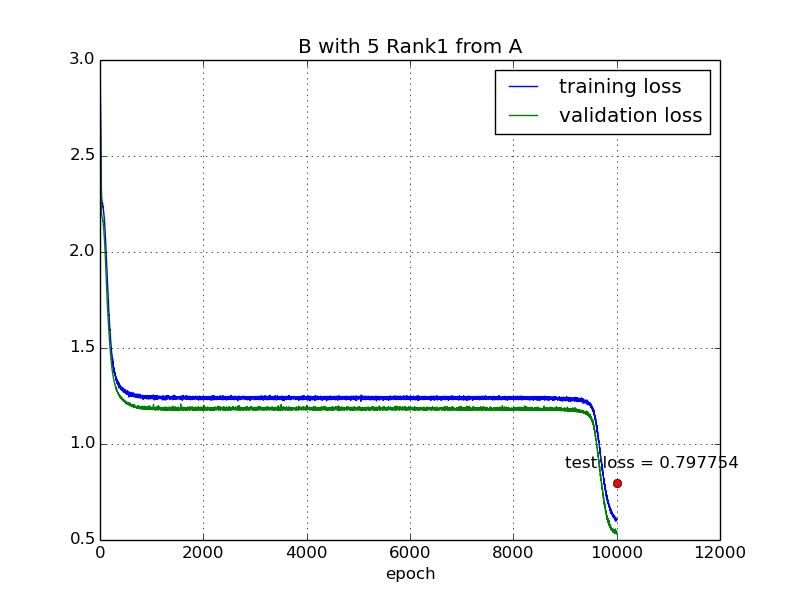 B with 5 Rank1 from A
3.0
training loss
validation loss
2.5
2.0
1.5
1.0
test loss = 0.797754
0.5
0 2000 4000 6000 8000 10000 12000
epoch